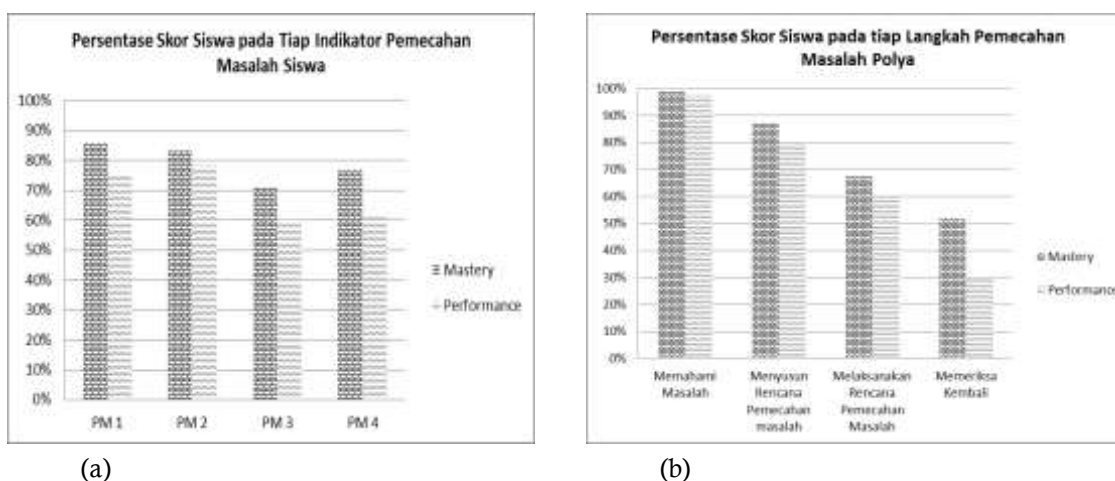 Persentase Skor Siswa pada Tiap Indikator Pemecahan
Masalah Siswa
100%
90%
80%
70%
60%
50%
40%
30%
20%
10%
0%
PM 1
PM 2
PM 3
PM 4
Mastery
Performance
(a)
Persentase Skor Siswa pada tiap Langkah Pemecahan
Masalah Polya
100%
90%
80%
70%
60%
50%
40%
30%
20%
10%
0%
Memahami
Masalah
Menyusun
Rencana
Pemecahan
masalah
Melaksanakan
Rencana
Pemecahan
Masalah
Memeriksa
Kembali
Mastery
Performance
(b)